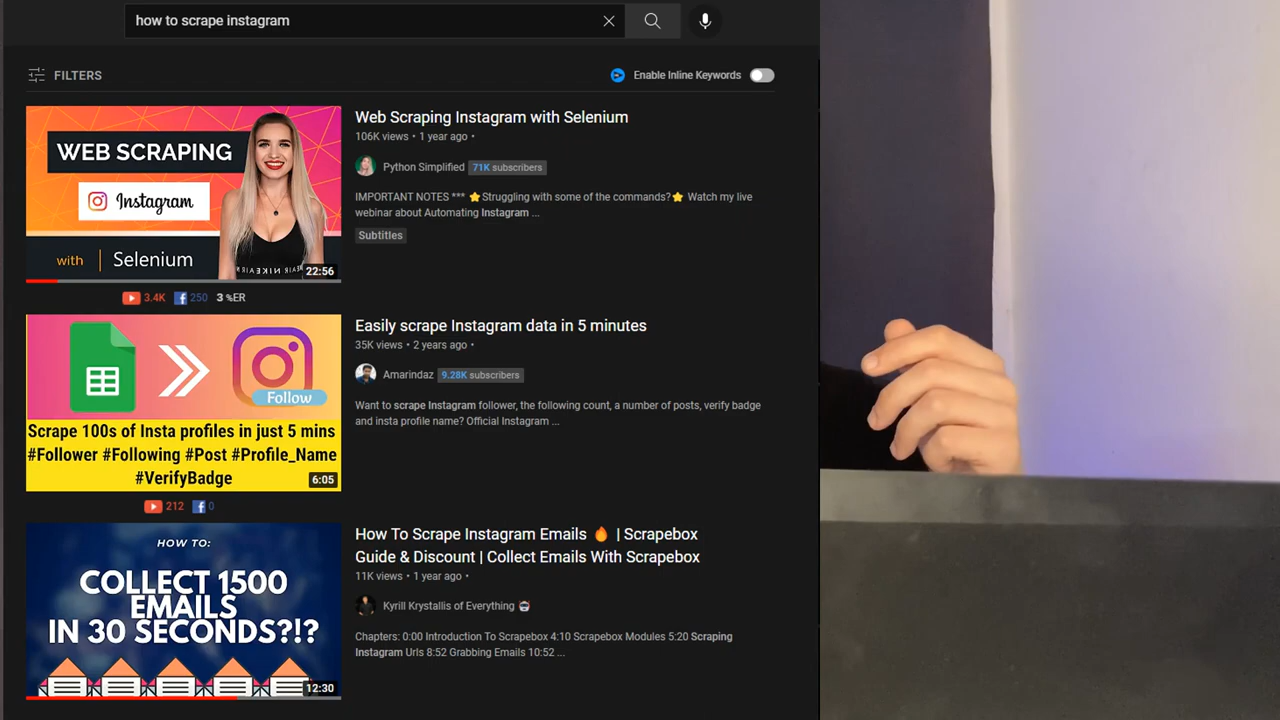 how to scrape instagram
FILTERS
Enable Inline Keywords
WEB SCRAPING
Instagram
with | Selenium
22:56
3.4K 250 3 %ER
Web Scraping Instagram with Selenium
106K views • 1 year ago •
Python Simplified 71K subscribers
IMPORTANT NOTES *** ⭐Struggling with some of the commands?⭐ Watch my live
webinar about Automating Instagram ...
Subtitles
Follow
Scrape 100s of Insta profiles in just 5 mins
#Follower #Following #Post #Profile_Name
#VerifyBadge
6:05
212 0
Easily scrape Instagram data in 5 minutes
35K views • 2 years ago •
Amarindaz 9.28K subscribers
Want to scrape Instagram follower, the following count, a number of posts, verify badge
and insta profile name? Official Instagram ...
HOW TO:
COLLECT 1500
EMAILS
IN 30 SECONDS?!?
12:30
How To Scrape Instagram Emails 🔥 | Scrapebox
Guide & Discount | Collect Emails With Scrapebox
11K views • 1 year ago •
Kyrill Krystallis of Everything
Chapters: 0:00 Introduction To Scrapebox 4:10 Scrapebox Modules 5:20 Scraping
Instagram Urls 8:52 Grabbing Emails 10:52 ...